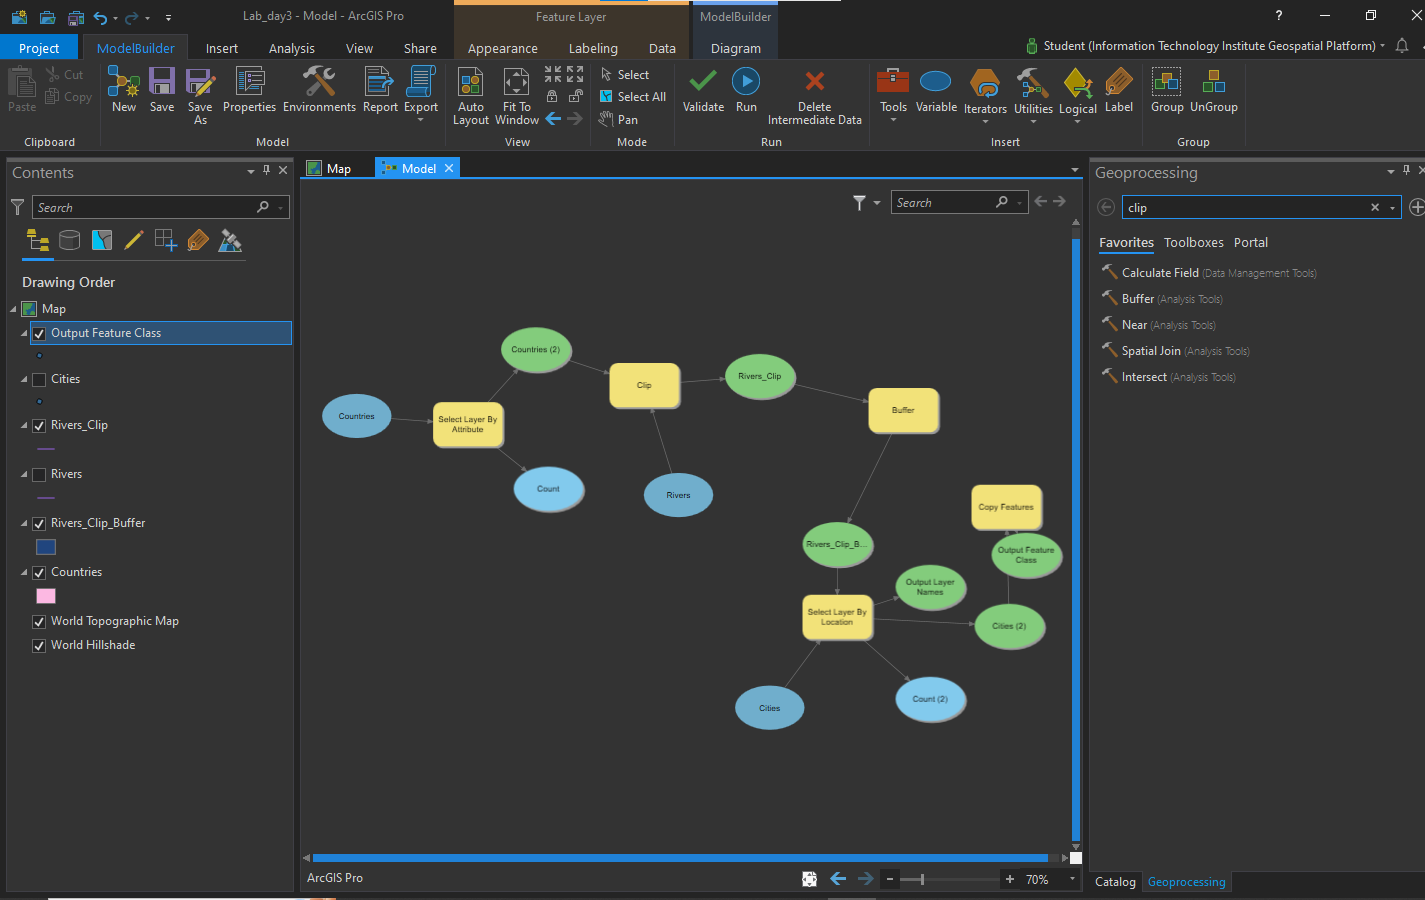 Lab_day3 - Model - ArcGIS Pro
Feature Layer
ModelBuilder
?
Project
ModelBuilder
Insert
Analysis
View
Share
Appearance
Labeling
Data
Diagram
Student (Information Technology Institute Geospatial Platform)
Paste
Cut
Copy
Clipboard
New
Save
Save As
Properties
Environments
Report
Export
Model
Auto Layout
Fit To Window
View
Select
Select All
Pan
Mode
Validate
Run
Delete Intermediate Data
Run
Tools
Variable
Iterators
Utilities
Logical
Label
Insert
Group
UnGroup
Group
Contents
Search
Drawing Order
Map
Output Feature Class
Cities
Rivers_Clip
Rivers
Rivers_Clip_Buffer
Countries
World Topographic Map
World Hillshade
Map
Model
Search
Countries (2)
Clip
Rivers_Clip
Buffer
Countries
Select Layer By
Attribute
Count
Rivers
Copy Features
Rivers_Clip_B...
Output Feature
Class
Output Layer
Names
Select Layer By
Location
Cities (2)
Cities
Count (2)
ArcGIS Pro
70%
Geoprocessing
clip
Favorites
Toolboxes
Portal
Calculate Field (Data Management Tools)
Buffer (Analysis Tools)
Near (Analysis Tools)
Spatial Join (Analysis Tools)
Intersect (Analysis Tools)
Catalog
Geoprocessing